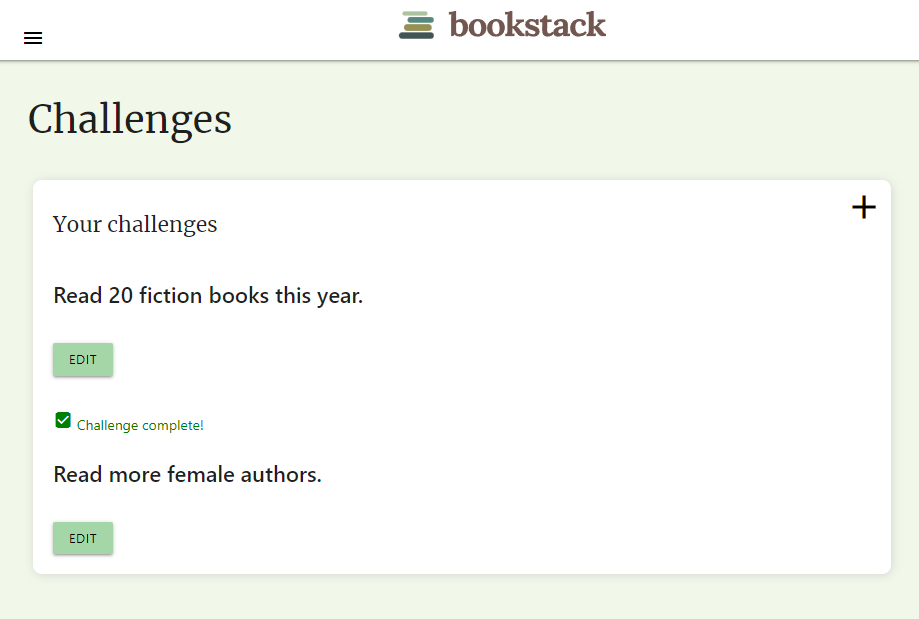 bookstack
Challenges
Your challenges
Read 20 fiction books this year.
EDIT
Challenge complete!
Read more female authors.
EDIT